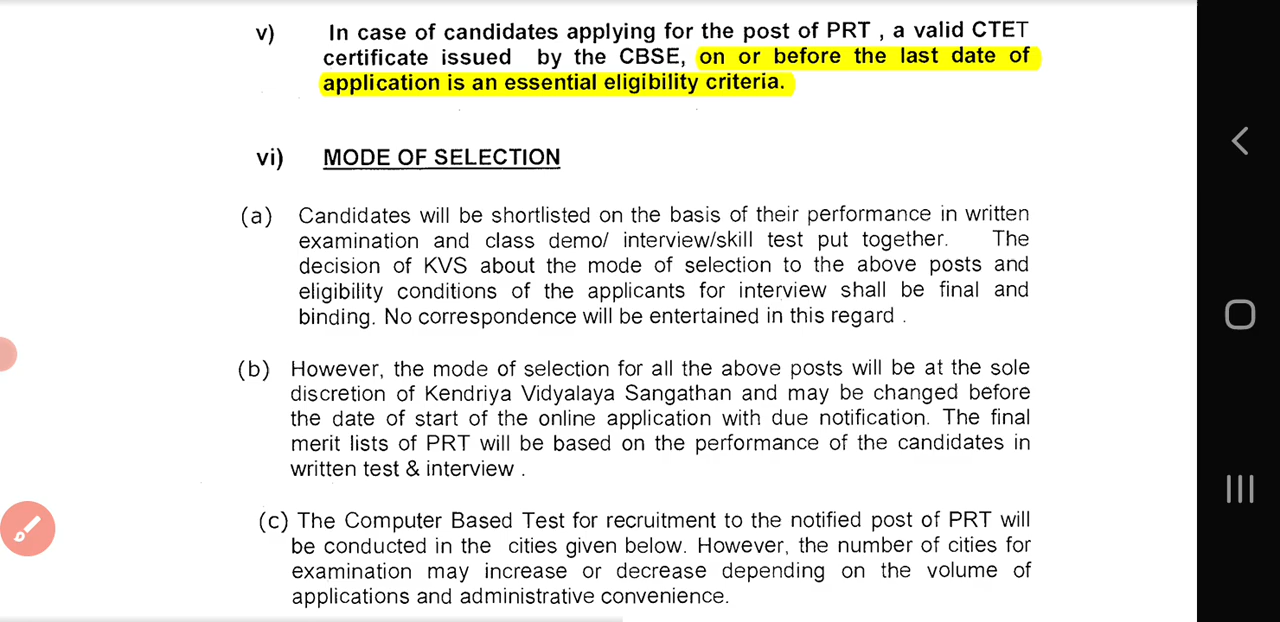 v) In case of candidates applying for the post of PRT , a valid CTET
certificate issued by the CBSE, on or before the last date of
application is an essential eligibility criteria.
vi) MODE OF SELECTION
(a) Candidates will be shortlisted on the basis of their performance in written
examination and class demo/ interview/skill test put together. The
decision of KVS about the mode of selection to the above posts and
eligibility conditions of the applicants for interview shall be final and
binding. No correspondence will be entertained in this regard .
(b) However, the mode of selection for all the above posts will be at the sole
discretion of Kendriya Vidyalaya Sangathan and may be changed before
the date of start of the online application with due notification. The final
merit lists of PRT will be based on the performance of the candidates in
written test & interview .
(c) The Computer Based Test for recruitment to the notified post of PRT will
be conducted in the cities given below. However, the number of cities for
examination may increase or decrease depending on the volume of
applications and administrative convenience.